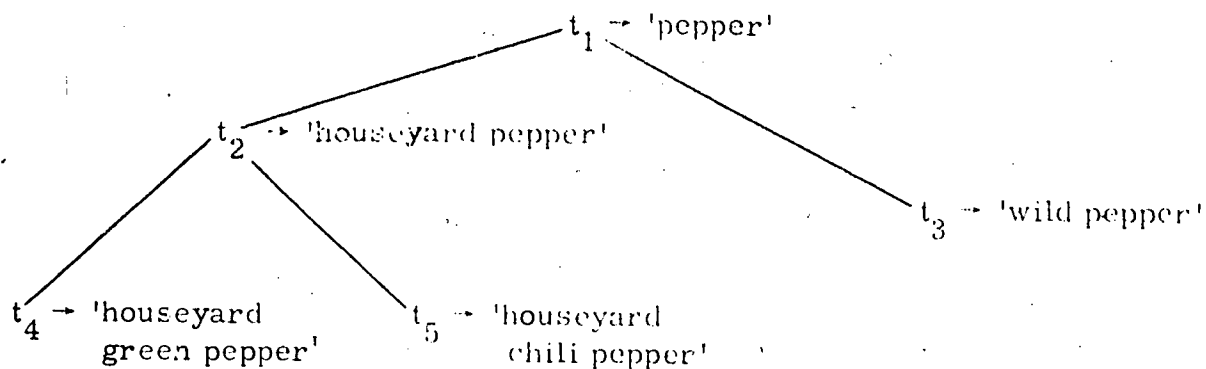 t1 → 'pepper'
t2 → 'houseyard pepper'
t3 → 'wild pepper'
t4 → 'houseyard
green pepper'
t5 → 'houseyard
chili pepper'